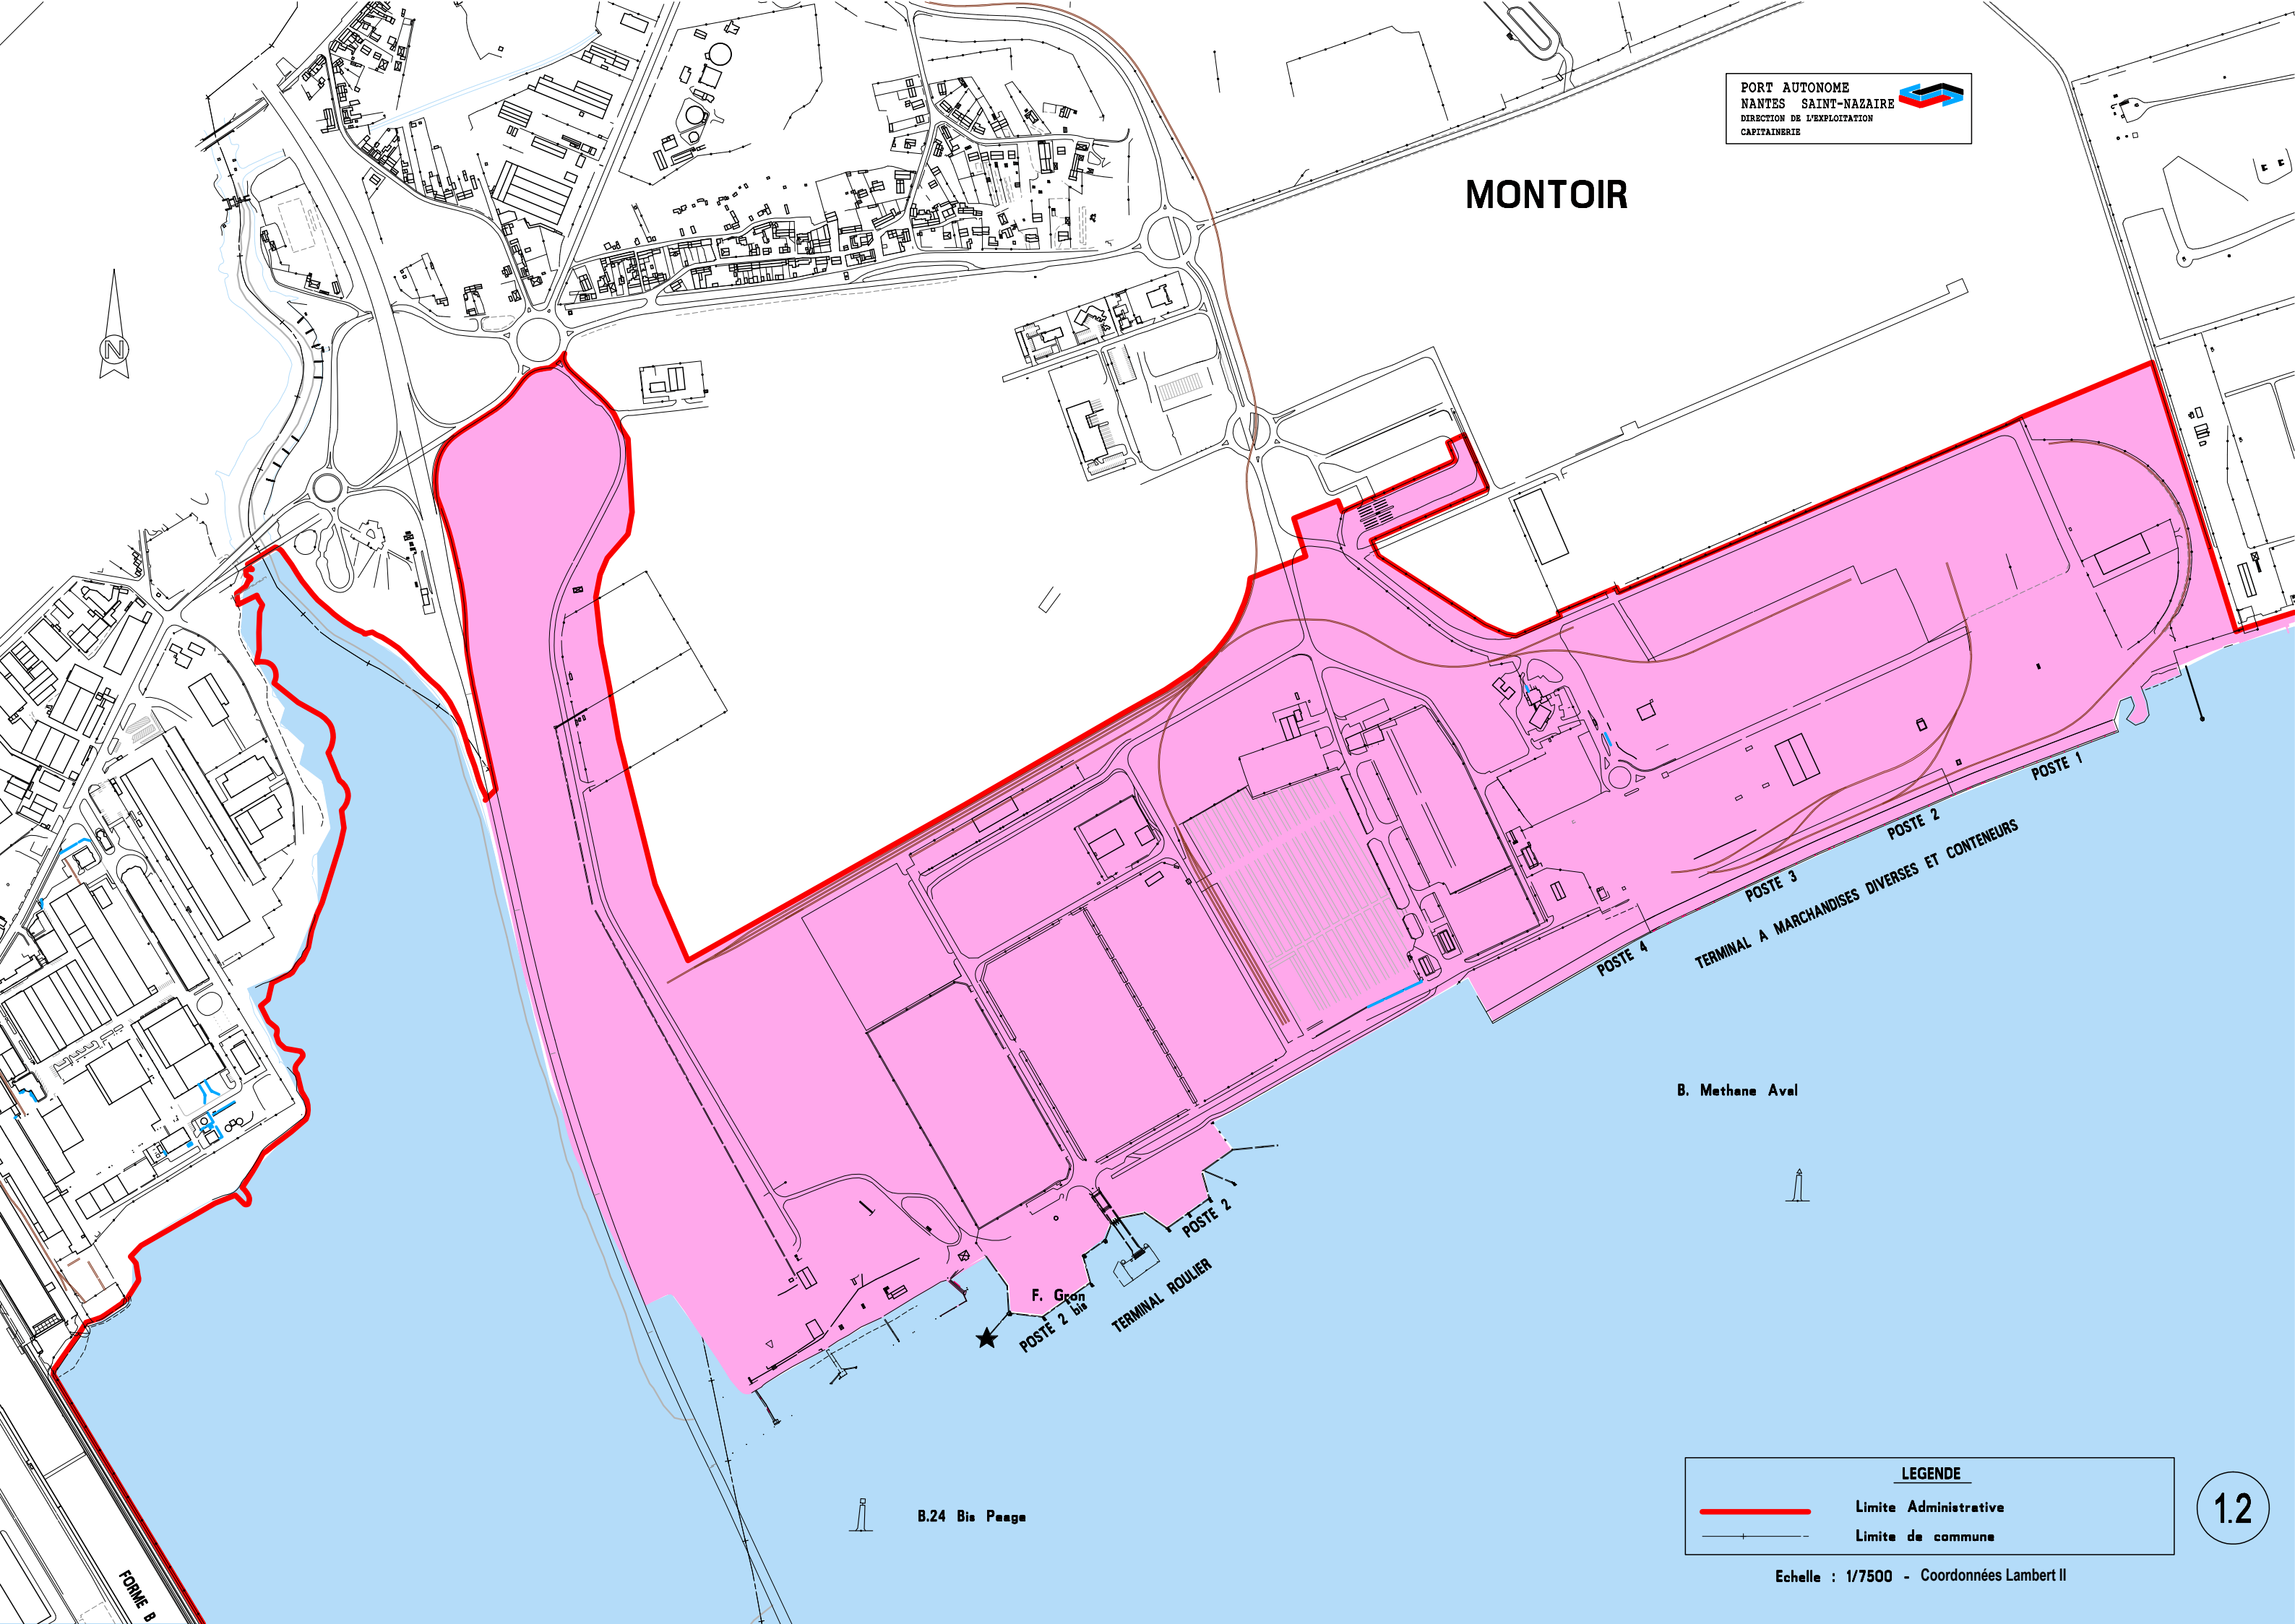 PORT AUTONOME
NANTES SAINT-NAZAIRE
DIRECTION DE L'EXPLOITATION
CAPITAINERIE
MONTOIR
N
POSTE 1
POSTE 2
POSTE 3
POSTE 4
TERMINAL A MARCHANDISES DIVERSES ET CONTENEURS
B. Methane Aval
POSTE 2
TERMINAL ROULIER
F. Gron
POSTE 2 bis
B.24 Bis Peage
FORME B
LEGENDE
Limite Administrative
Limite de commune
1.2
Echelle : 1/7500 - Coordonnées Lambert II